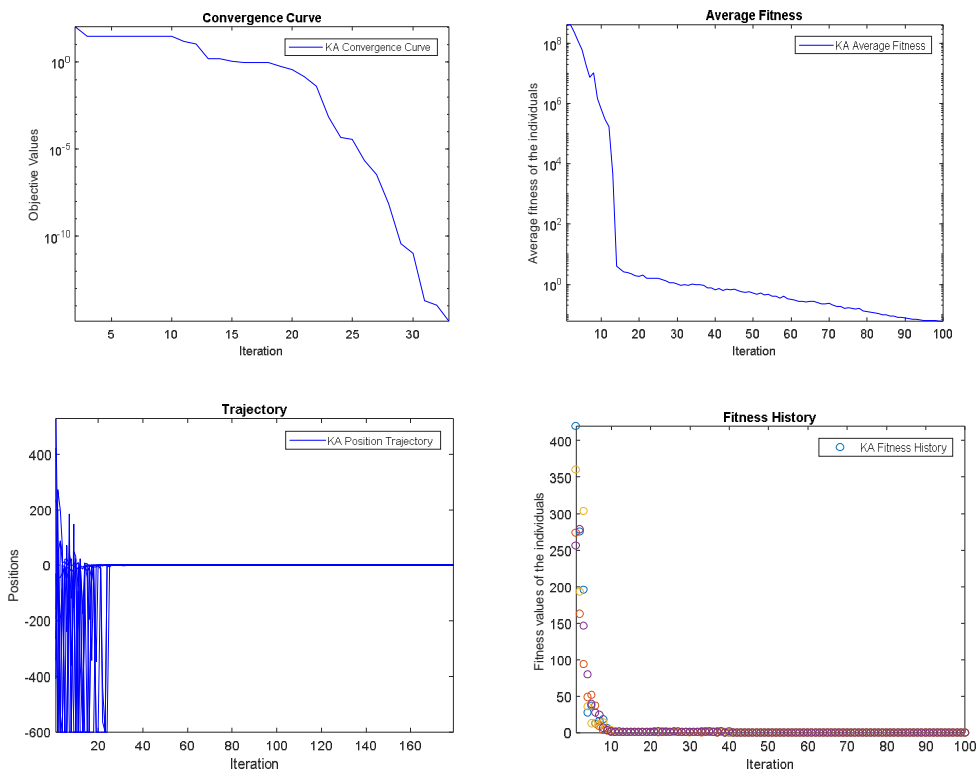 Convergence Curve
KA Convergence Curve
Objective Values
10^0
10^-5
10^-10
5 10 15 20 25 30
Iteration
Average Fitness
KA Average Fitness
Average fitness of the individuals
10^8
10^6
10^4
10^2
10^0
10 20 30 40 50 60 70 80 90 100
Iteration
Trajectory
KA Position Trajectory
Positions
400
200
0
-200
-400
-600
20 40 60 80 100 120 140 160
Iteration
Fitness History
KA Fitness History
Fitness values of the individuals
400
350
300
250
200
150
100
50
0
10 20 30 40 50 60 70 80 90 100
Iteration